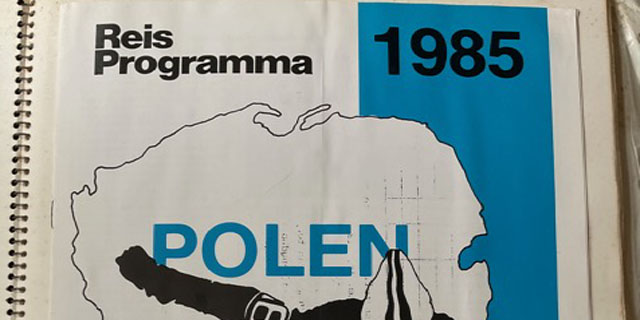 Reis
Programma
1985
POLEN